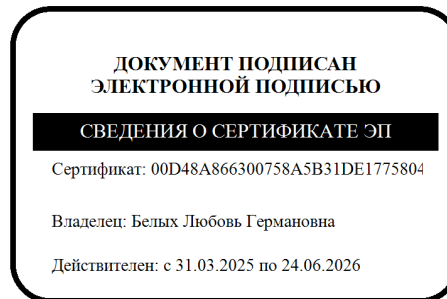 ДОКУМЕНТ ПОДПИСАН
ЭЛЕКТРОННОЙ ПОДПИСЬЮ
СВЕДЕНИЯ О СЕРТИФИКАТЕ ЭП
Сертификат: 00D48A866300758A5B31DE1775804
Владелец: Белых Любовь Германовна
Действителен: с 31.03.2025 по 24.06.2026